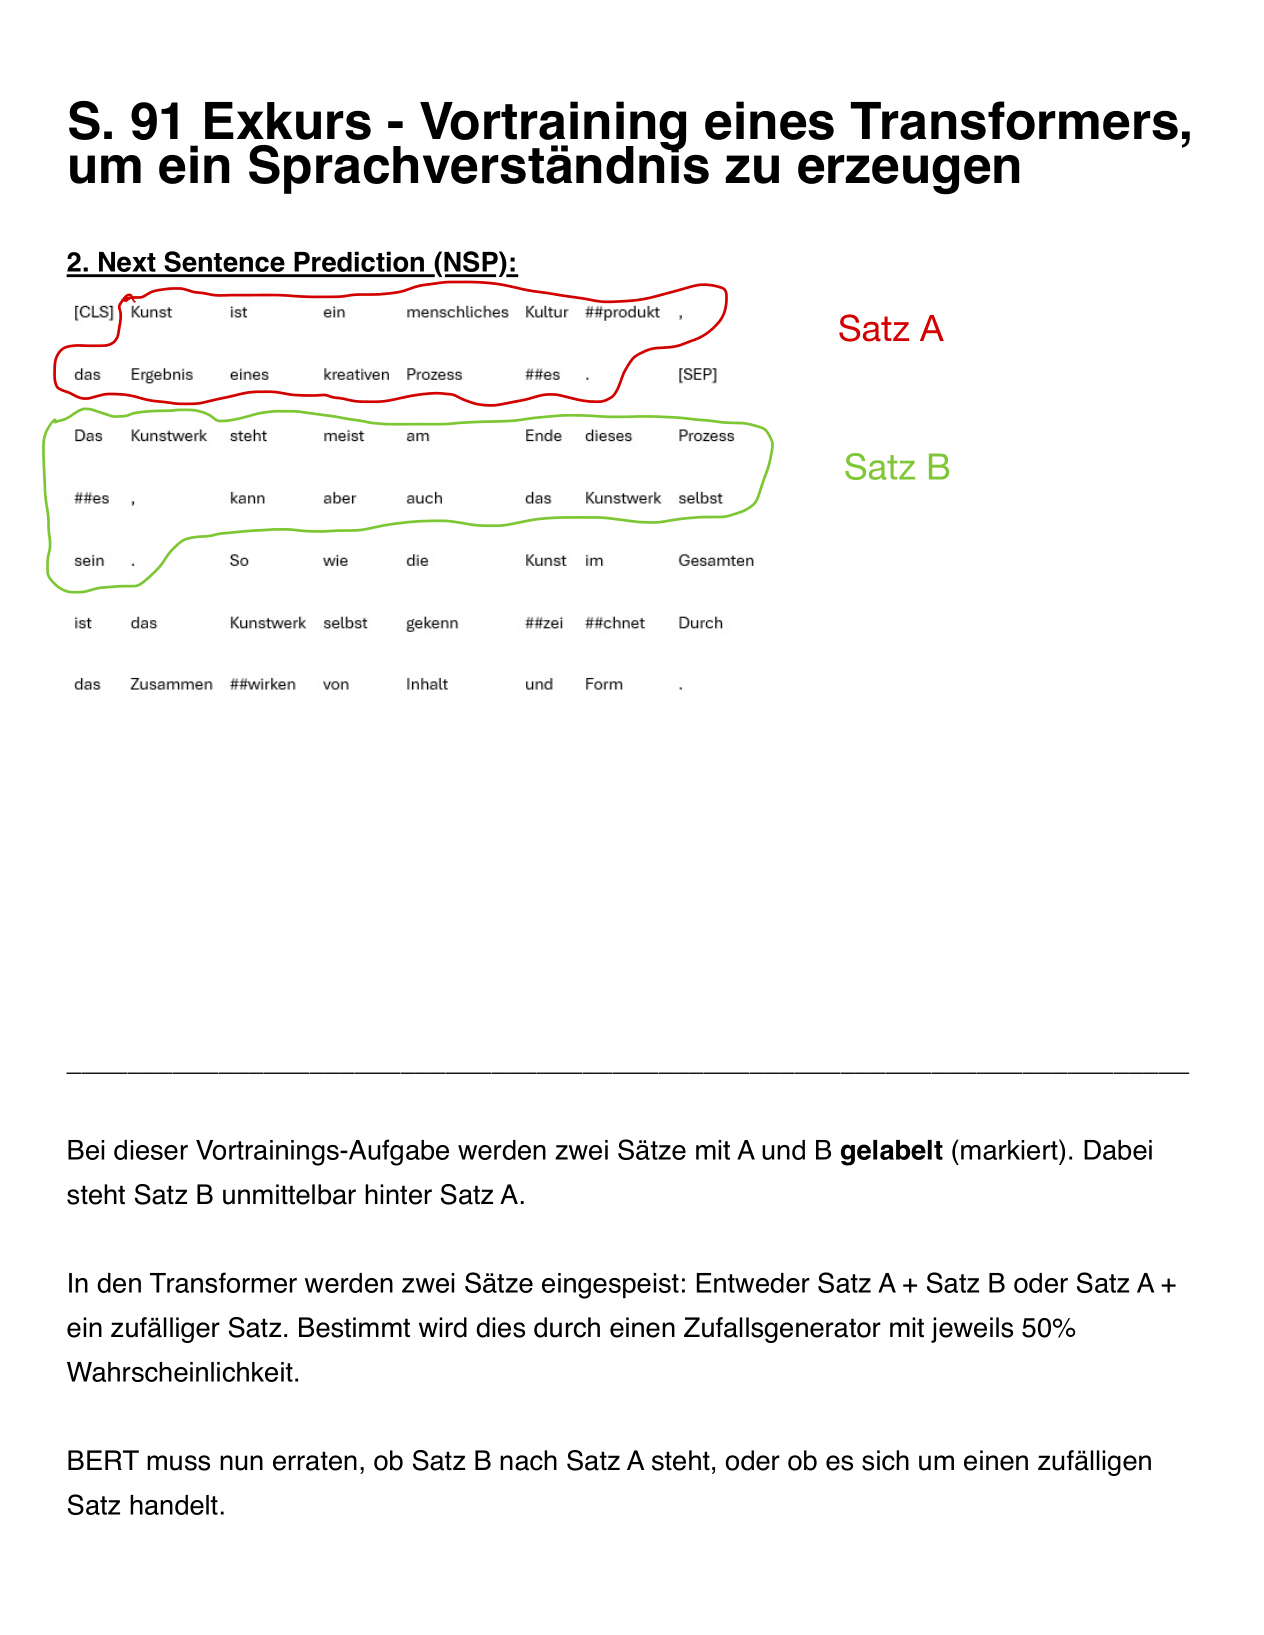 S. 91 Exkurs - Vortraining eines Transformers,
um ein Sprachverständnis zu erzeugen
2. Next Sentence Prediction (NSP):
[CLS] Kunst ist ein menschliches Kultur ##produkt ,
Satz A
das Ergebnis eines kreativen Prozess ##es . [SEP]
Das Kunstwerk steht meist am Ende dieses Prozess
Satz B
##es , kann aber auch das Kunstwerk selbst
sein . So wie die Kunst im Gesamten
ist das Kunstwerk selbst gekenn ##zei ##chnet Durch
das Zusammen ##wirken von Inhalt und Form .
Bei dieser Vortrainings-Aufgabe werden zwei Sätze mit A und B gelabelt (markiert). Dabei
steht Satz B unmittelbar hinter Satz A.
In den Transformer werden zwei Sätze eingespeist: Entweder Satz A + Satz B oder Satz A +
ein zufälliger Satz. Bestimmt wird dies durch einen Zufallsgenerator mit jeweils 50%
Wahrscheinlichkeit.
BERT muss nun erraten, ob Satz B nach Satz A steht, oder ob es sich um einen zufälligen
Satz handelt.